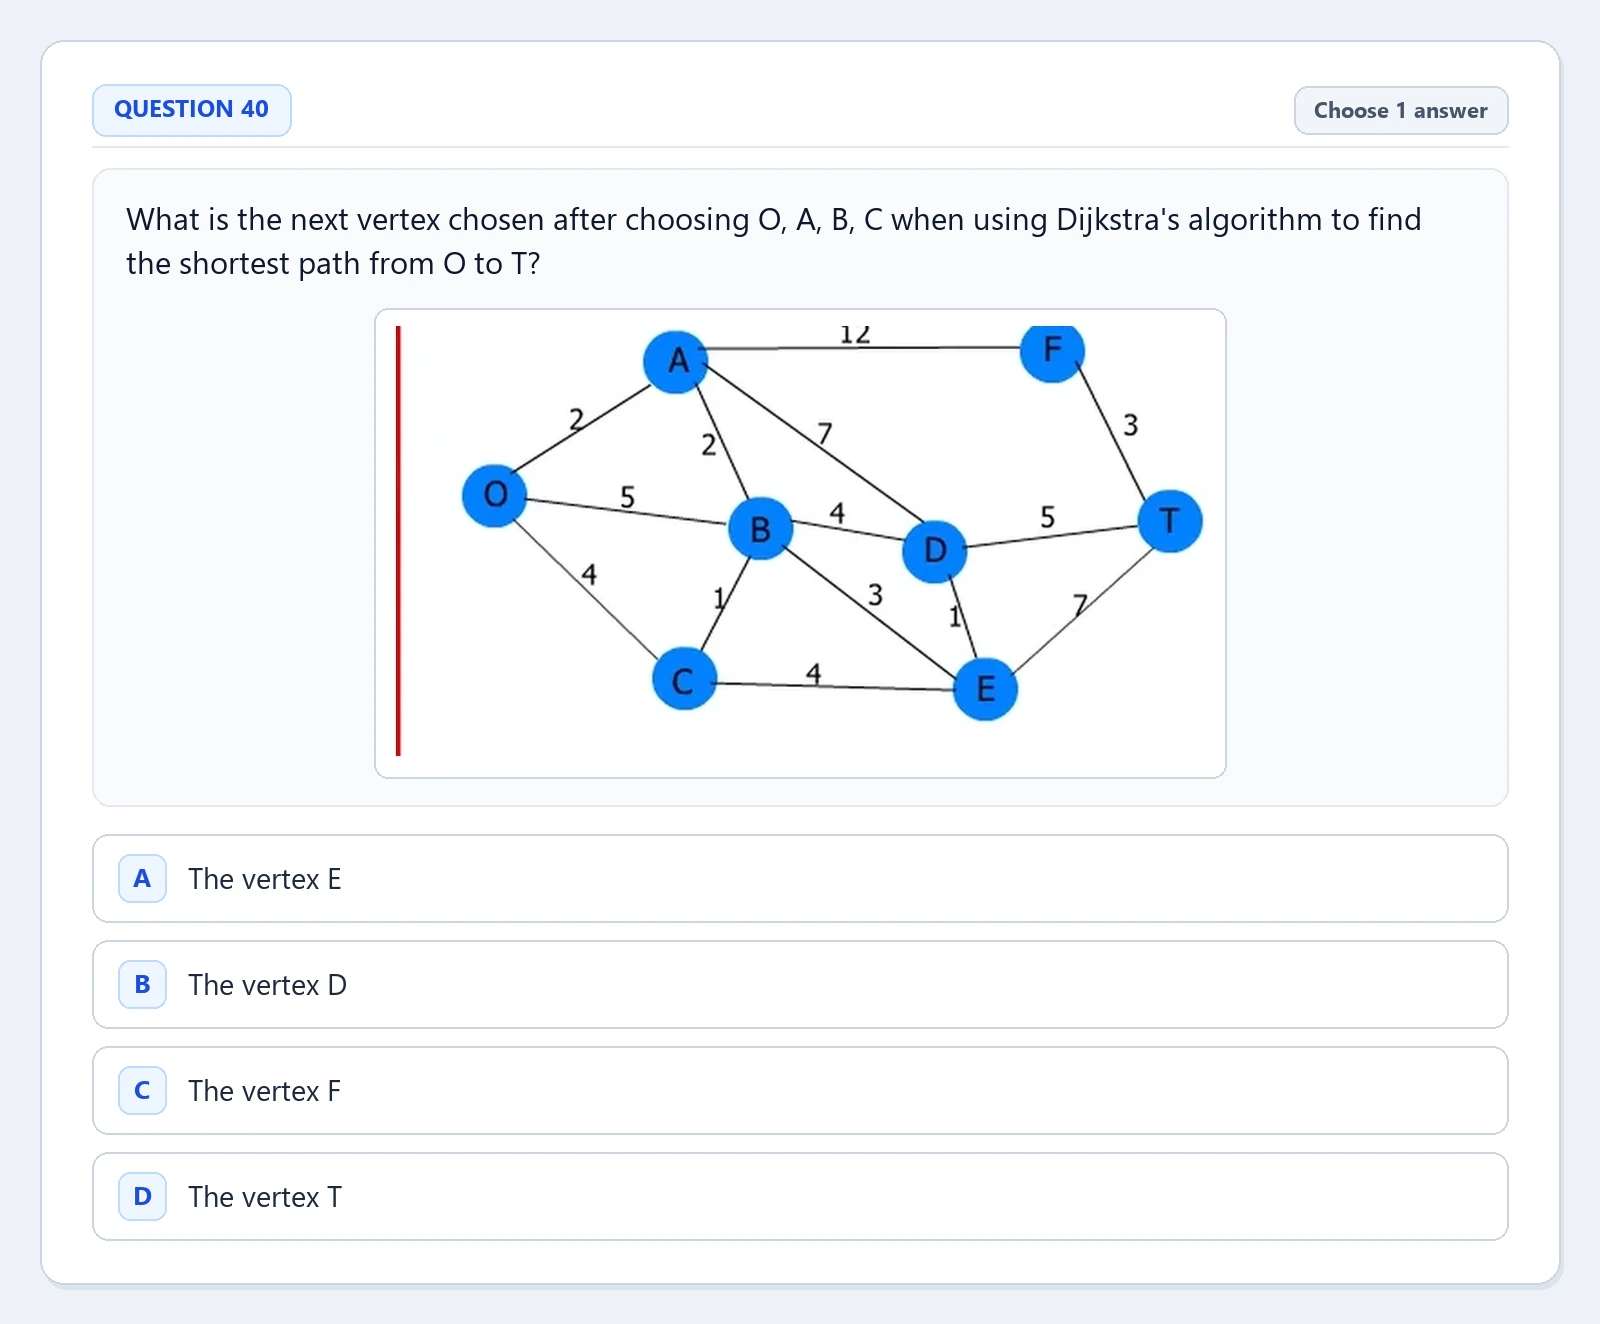 QUESTION 40
Choose 1 answer
What is the next vertex chosen after choosing O, A, B, C when using Dijkstra's algorithm to find
the shortest path from O to T?
12
A
F
2
7
3
2
O
5
B
4
D
5
T
4
1
3
1
7
C
4
E
A The vertex E
B The vertex D
C The vertex F
D The vertex T